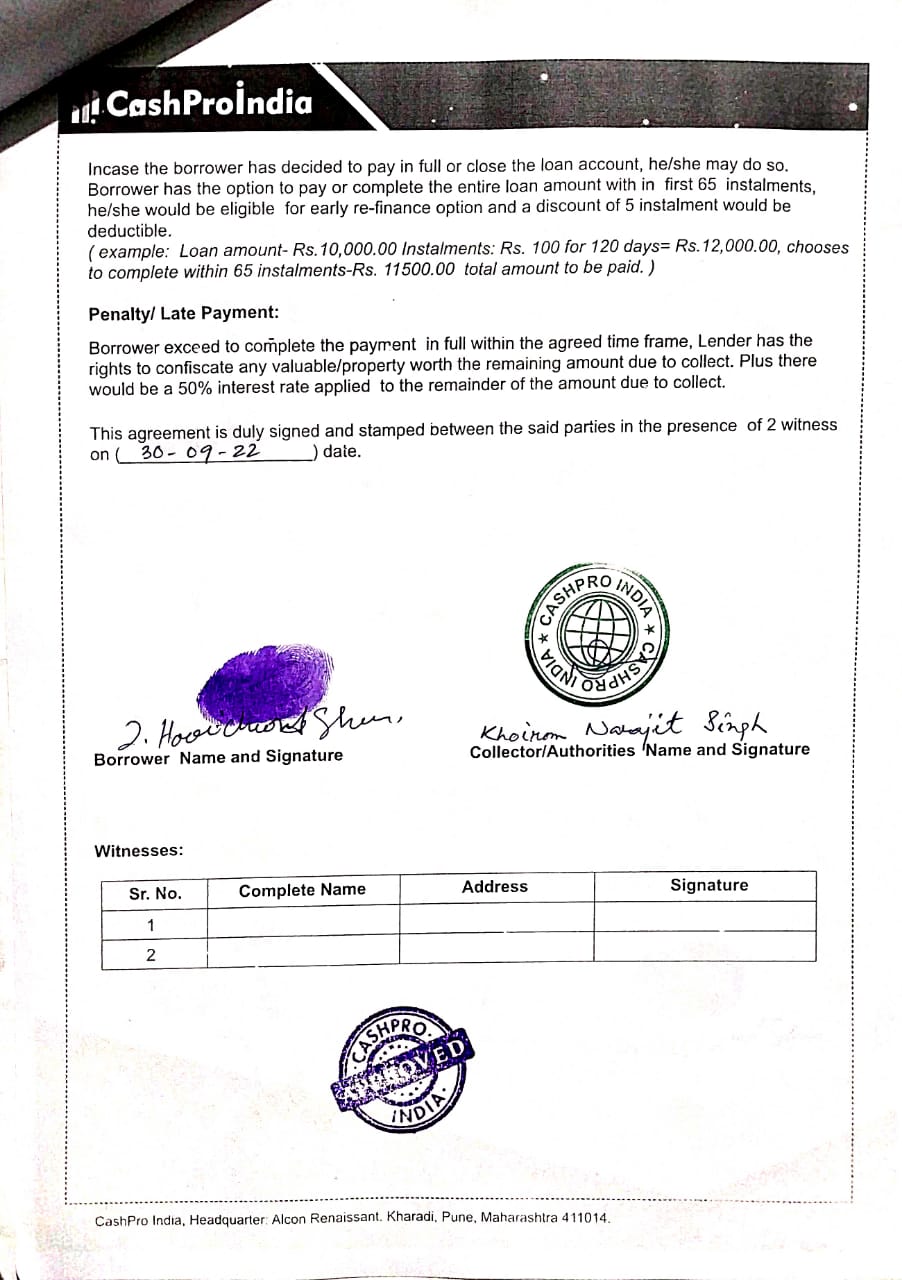 CashProİndia
Incase the borrower has decided to pay in full or close the loan account, he/she may do so.
Borrower has the option to pay or complete the entire loan amount with in first 65 instalments,
he/she would be eligible for early re-finance option and a discount of 5 instalment would be
deductible.
( example: Loan amount- Rs.10,000.00 Instalments: Rs. 100 for 120 days= Rs.12,000.00, chooses
to complete within 65 instalments-Rs. 11500.00 total amount to be paid. )
Penalty/ Late Payment:
Borrower exceed to complete the payment in full within the agreed time frame, Lender has the
rights to confiscate any valuable/property worth the remaining amount due to collect. Plus there
would be a 50% interest rate applied to the remainder of the amount due to collect.
This agreement is duly signed and stamped between the said parties in the presence of 2 witness
on ( 30-09-22 ) date.
★ CASHPRO INDIA ★ CASHPRO INDIA
Khoirom Singh
Borrower Name and Signature
Collector/Authorities Name and Signature
Witnesses:
Sr. No. Complete Name Address Signature
1
2
CASHPRO
APPROVED
INDIA
CashPro India, Headquarter: Alcon Renaissant. Kharadi, Pune, Maharashtra 411014.